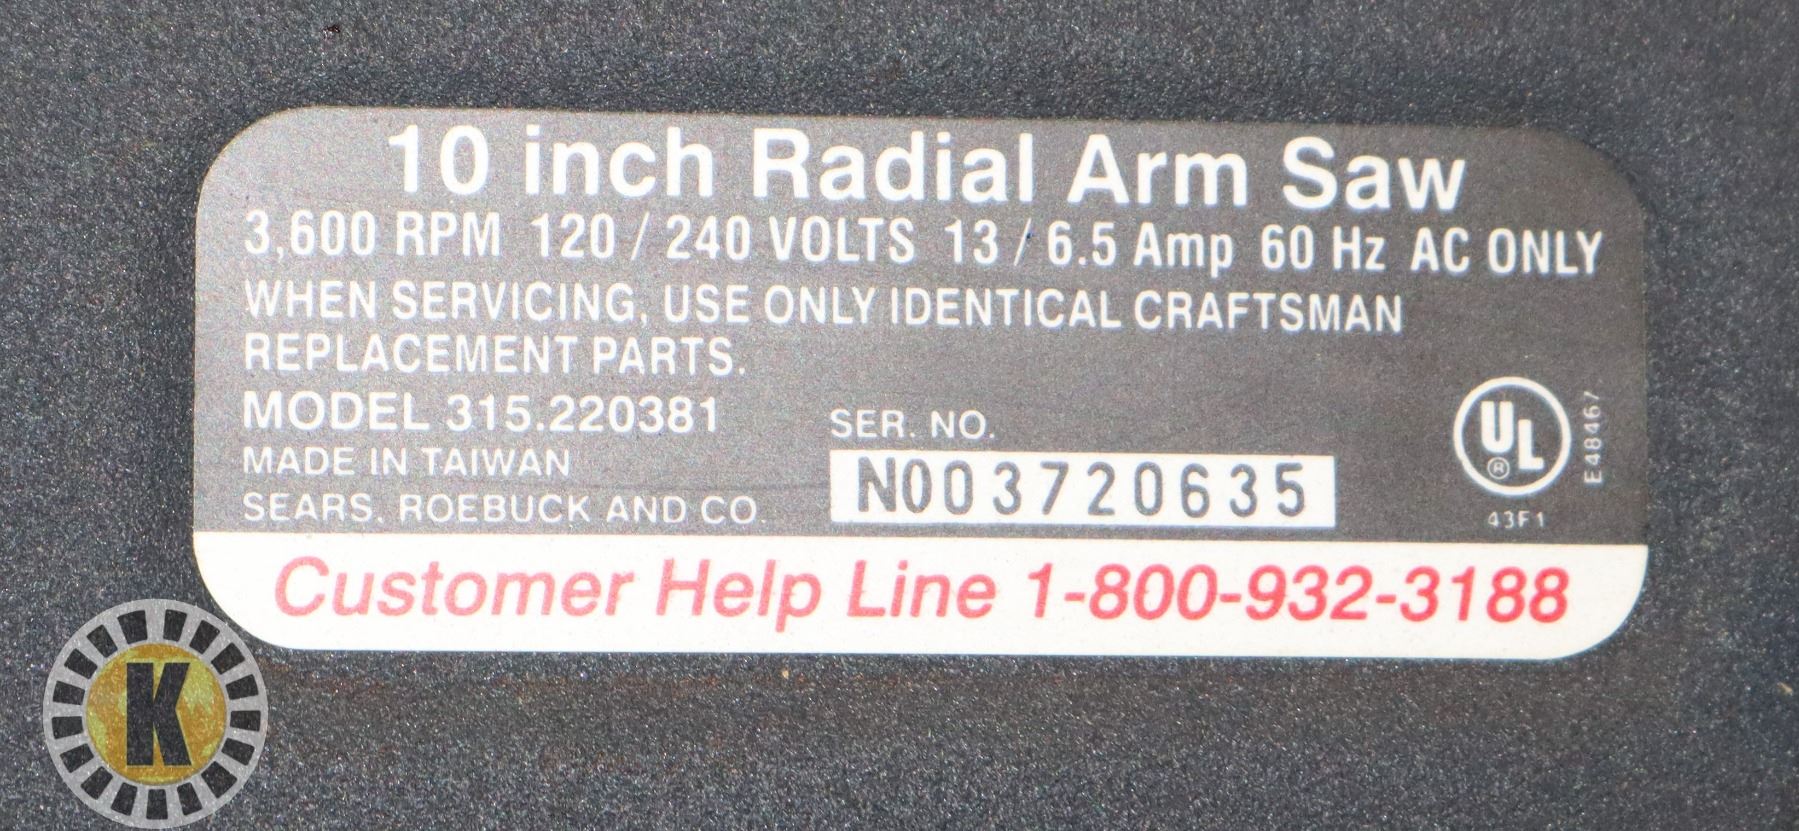 10 inch Radial Arm Saw
3,600 RPM 120 / 240 VOLTS 13 / 6.5 Amp 60 Hz AC ONLY
WHEN SERVICING, USE ONLY IDENTICAL CRAFTSMAN
REPLACEMENT PARTS.
MODEL 315.220381
MADE IN TAIWAN
SEARS, ROEBUCK AND CO.
SER. NO.
N003720635
UL
®
E48467
43F1
Customer Help Line 1-800-932-3188
K